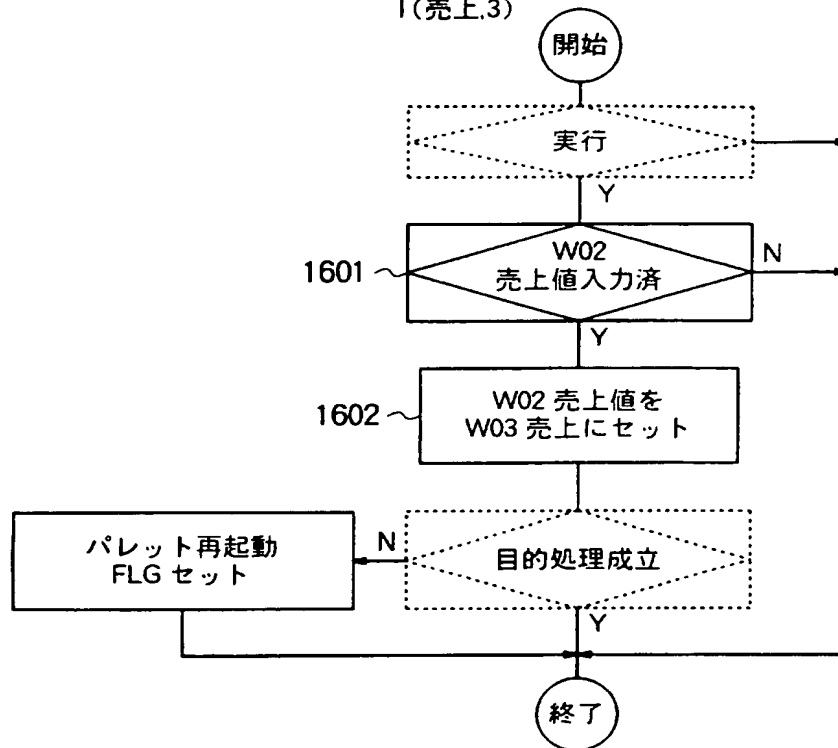 1(売上,3)
開始
実行
Y
W02
売上値入力済
N
1601
Y
W02 売上値を
W03 売上にセット
1602
目的処理成立
N
パレット再起動
FLG セット
Y
終了